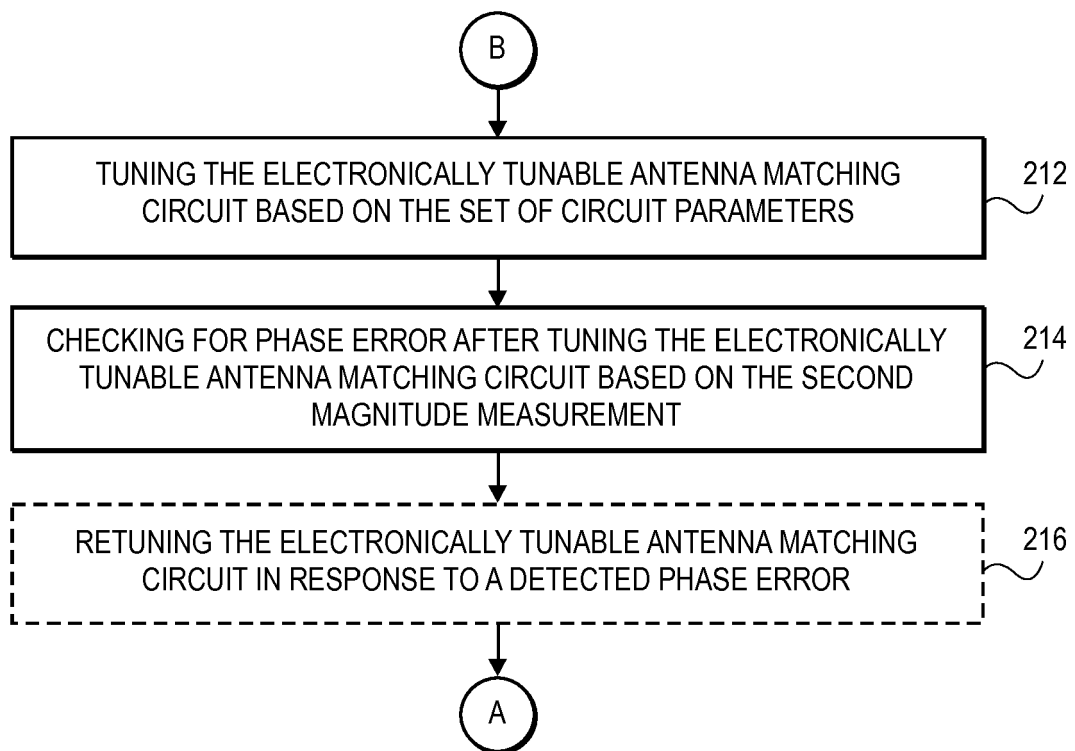 B
TUNING THE ELECTRONICALLY TUNABLE ANTENNA MATCHING
CIRCUIT BASED ON THE SET OF CIRCUIT PARAMETERS
212
CHECKING FOR PHASE ERROR AFTER TUNING THE ELECTRONICALLY
TUNABLE ANTENNA MATCHING CIRCUIT BASED ON THE SECOND
MAGNITUDE MEASUREMENT
214
RETUNING THE ELECTRONICALLY TUNABLE ANTENNA MATCHING
CIRCUIT IN RESPONSE TO A DETECTED PHASE ERROR
216
A